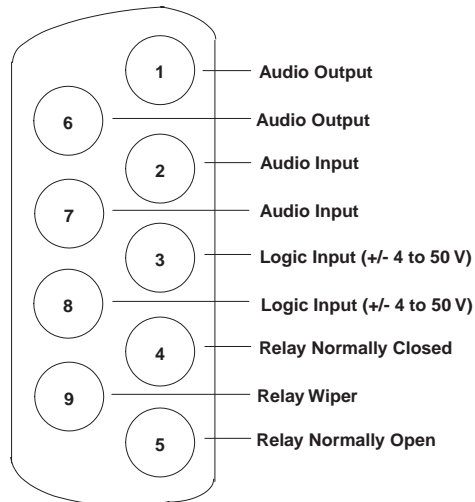 1 Audio Output
6 Audio Output
2 Audio Input
7 Audio Input
3 Logic Input (+/- 4 to 50 V)
8 Logic Input (+/- 4 to 50 V)
4 Relay Normally Closed
9 Relay Wiper
5 Relay Normally Open